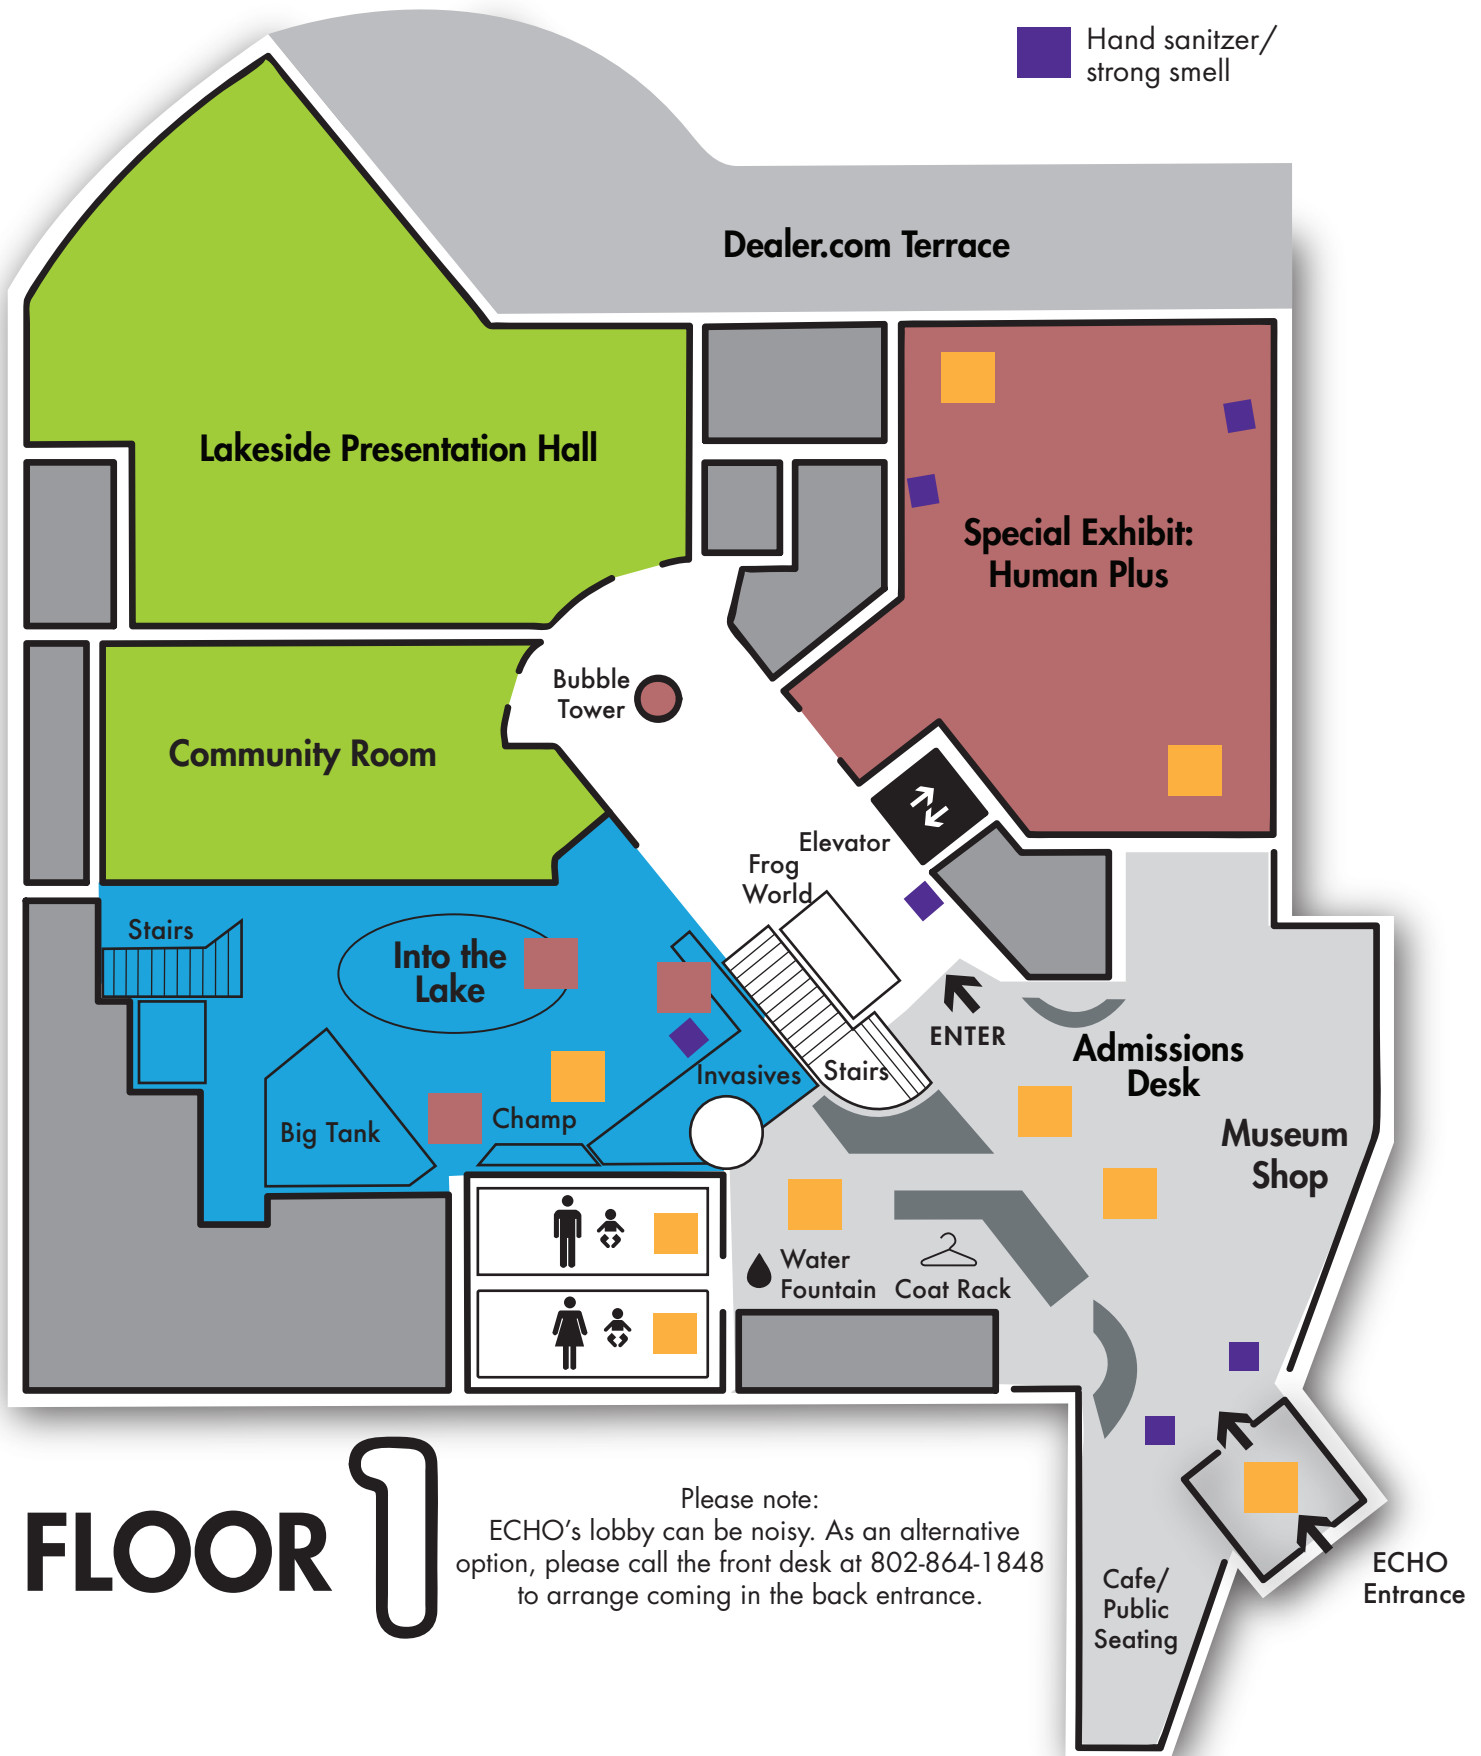 Hand sanitzer/
strong smell
Dealer.com Terrace
Lakeside Presentation Hall
Special Exhibit:
Human Plus
Bubble
Tower
Community Room
Elevator
Frog
World
Stairs
Into the
Lake
ENTER
Admissions
Desk
Invasives
Stairs
Champ
Big Tank
Museum
Shop
Water
Fountain
Coat Rack
FLOOR 1
Please note:
ECHO's lobby can be noisy. As an alternative
option, please call the front desk at 802-864-1848
to arrange coming in the back entrance.
ECHO
Entrance
Cafe/
Public
Seating